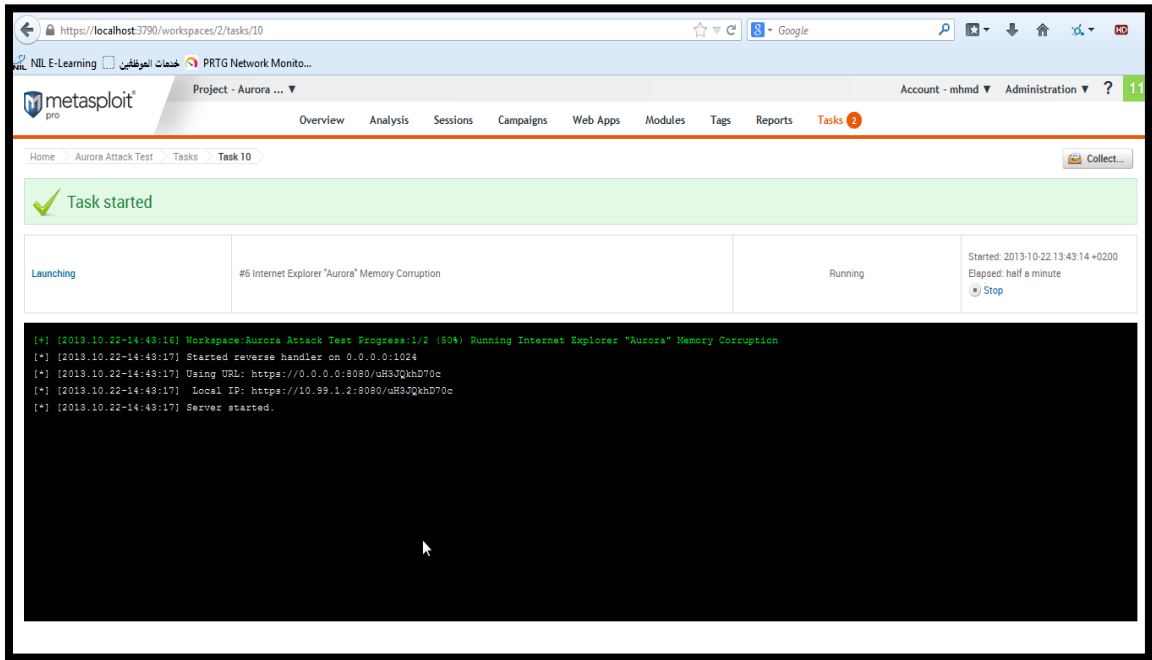 https://localhost:3790/workspaces/2/tasks/10
Google
HD
NIL E-Learning خدمات الموظفين PRTG Network Monito...
metasploit
pro
Project - Aurora ... ▼
Account - mhmd ▼ Administration ▼ ? 11
Overview Analysis Sessions Campaigns Web Apps Modules Tags Reports Tasks 2
Home Aurora Attack Test Tasks Task 10
Collect...
Task started
Launching
#6 Internet Explorer "Aurora" Memory Corruption
Running
Started: 2013-10-22 13:43:14 +0200
Elapsed: half a minute
Stop
[+] [2013.10.22-14:43:16] Workspace:Aurora Attack Test Progress:1/2 (50%) Running Internet Explorer "Aurora" Memory Corruption
[*] [2013.10.22-14:43:17] Started reverse handler on 0.0.0.0:1024
[*] [2013.10.22-14:43:17] Using URL: https://0.0.0.0:8080/uH3JQkhD70c
[*] [2013.10.22-14:43:17] Local IP: https://10.99.1.2:8080/uH3JQkhD70c
[*] [2013.10.22-14:43:17] Server started.